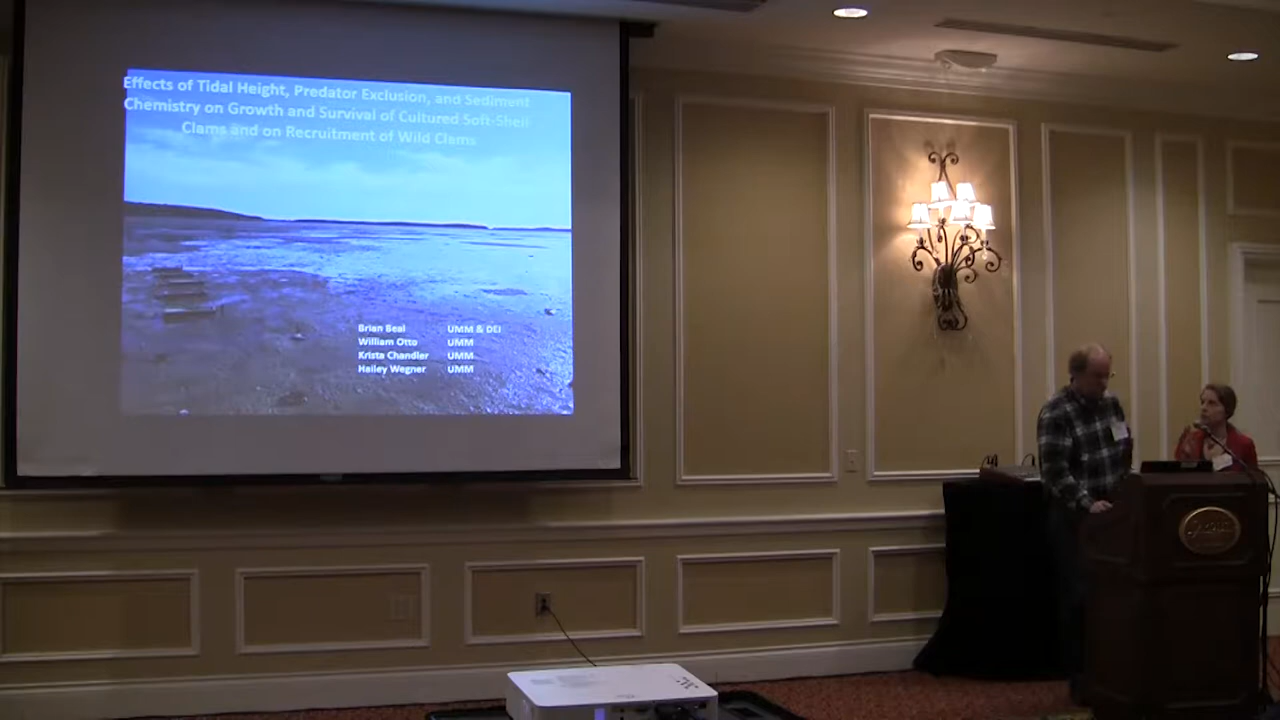 Effects of Tidal Height, Predator Exclusion, and Sediment
Chemistry on Growth and Survival of Cultured Soft-Shell
Clams and on Recruitment of Wild Clams
Brian Beal UMM & DEI
William Otto UMM
Krista Chandler UMM
Hailey Wegner UMM